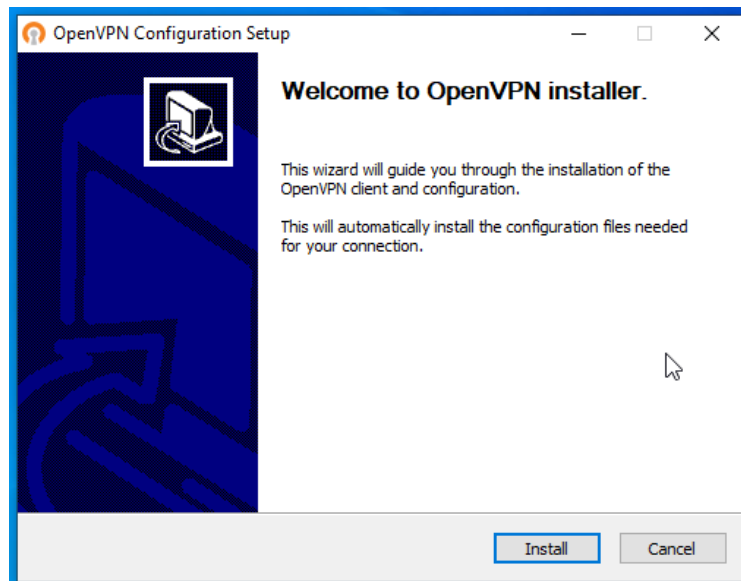 OpenVPN Configuration Setup
Welcome to OpenVPN installer.
This wizard will guide you through the installation of the
OpenVPN client and configuration.
This will automatically install the configuration files needed
for your connection.
Install
Cancel